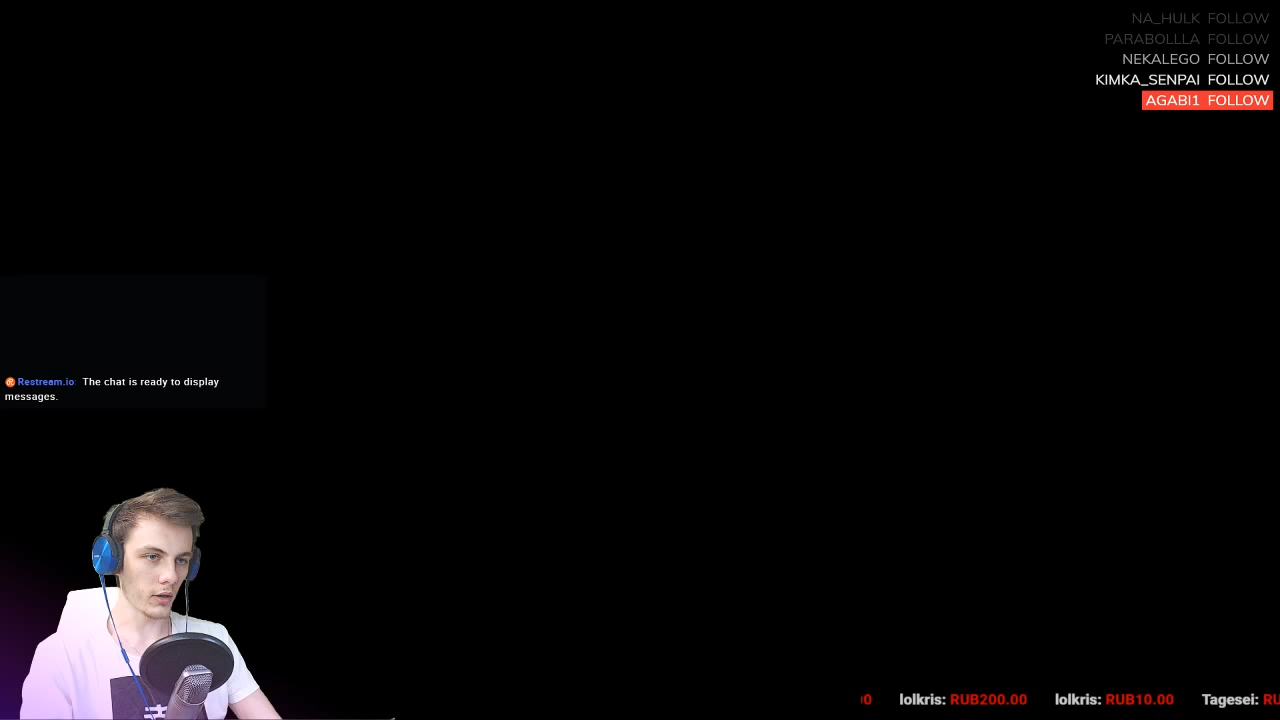 NA_HULK FOLLOW
PARABOLLLA FOLLOW
NEKALEGO FOLLOW
KIMKA_SENPAI FOLLOW
AGABI1 FOLLOW
Restream.io: The chat is ready to display
messages.
lolkris: RUB200.00 lolkris: RUB10.00 Tagesei: